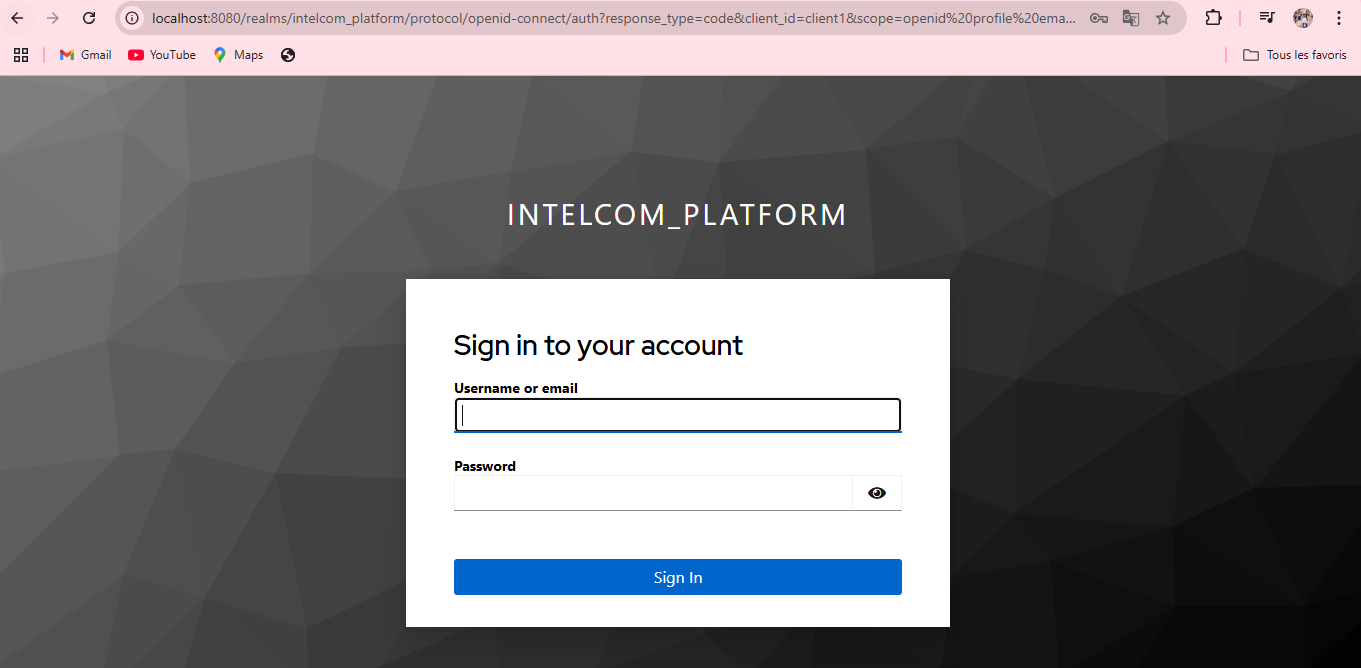 localhost:8080/realms/intelcom_platform/protocol/openid-connect/auth?response_type=code&client_id=client1&scope=openid%20profile%20ema...
Gmail
YouTube
Maps
Tous les favoris
INTELCOM_PLATFORM
Sign in to your account
Username or email
Password
Sign In